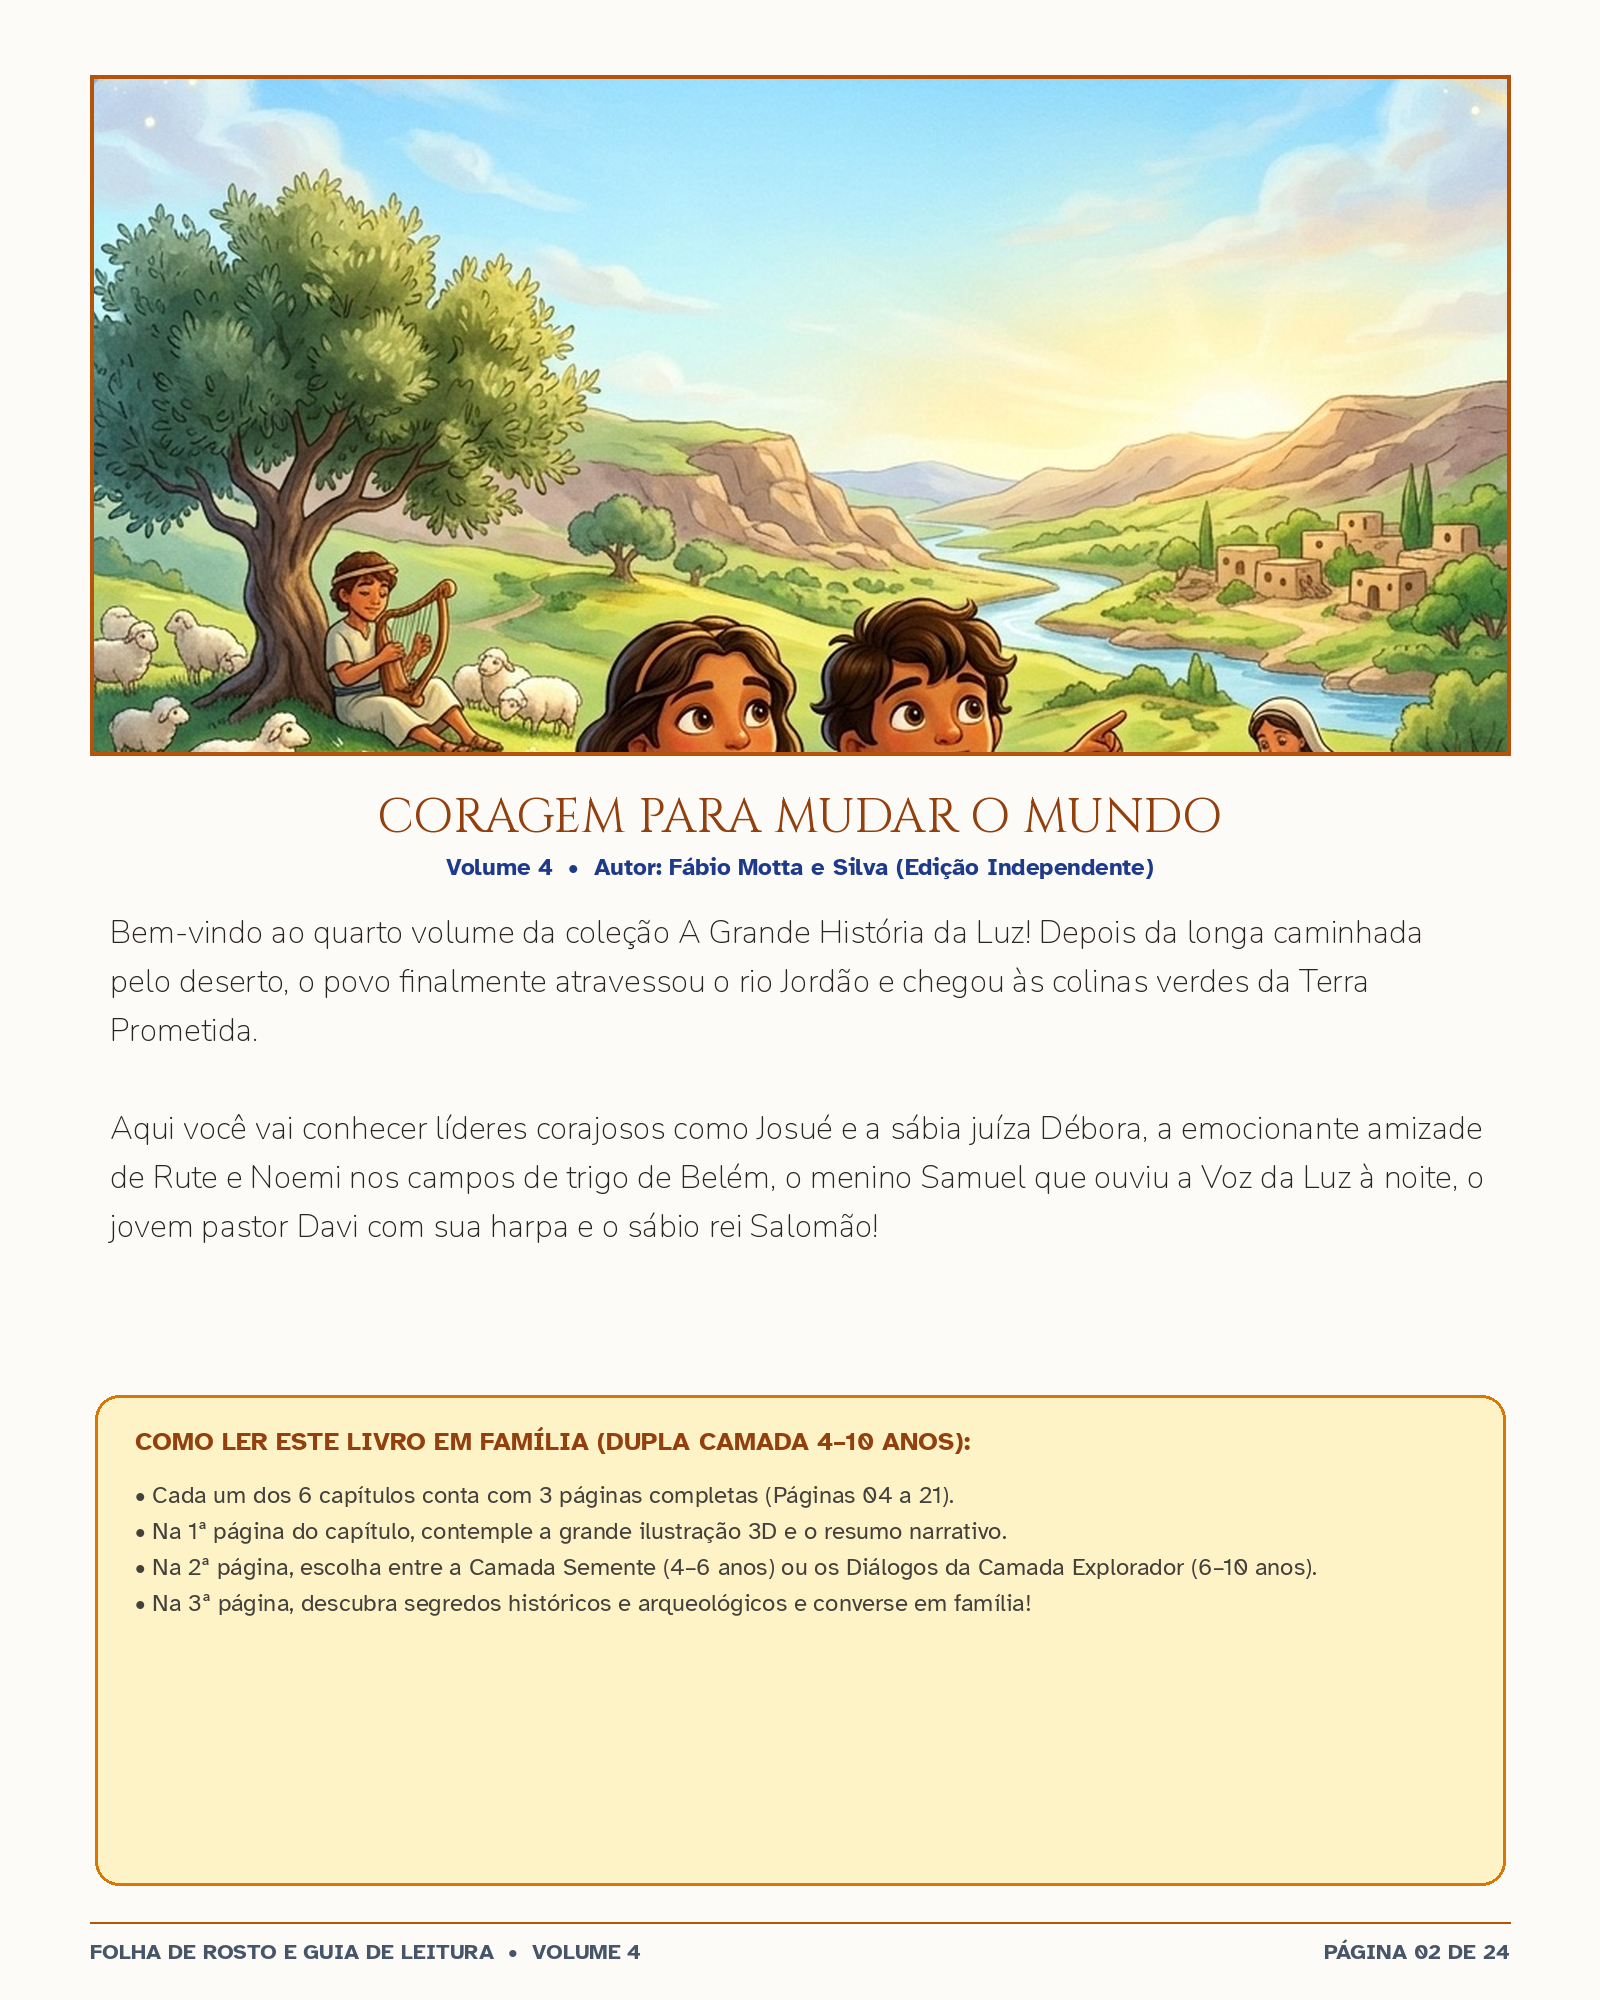 CORAGEM PARA MUDAR O MUNDO
Volume 4 • Autor: Fábio Motta e Silva (Edição Independente)
Bem-vindo ao quarto volume da coleção A Grande História da Luz! Depois da longa caminhada
pelo deserto, o povo finalmente atravessou o rio Jordão e chegou às colinas verdes da Terra
Prometida.
Aqui você vai conhecer líderes corajosos como Josué e a sábia juíza Débora, a emocionante amizade
de Rute e Noemi nos campos de trigo de Belém, o menino Samuel que ouviu a Voz da Luz à noite, o
jovem pastor Davi com sua harpa e o sábio rei Salomão!
COMO LER ESTE LIVRO EM FAMÍLIA (DUPLA CAMADA 4–10 ANOS):
• Cada um dos 6 capítulos conta com 3 páginas completas (Páginas 04 a 21).
• Na 1ª página do capítulo, contemple a grande ilustração 3D e o resumo narrativo.
• Na 2ª página, escolha entre a Camada Semente (4–6 anos) ou os Diálogos da Camada Explorador (6–10 anos).
• Na 3ª página, descubra segredos históricos e arqueológicos e converse em família!
FOLHA DE ROSTO E GUIA DE LEITURA • VOLUME 4
PÁGINA 02 DE 24